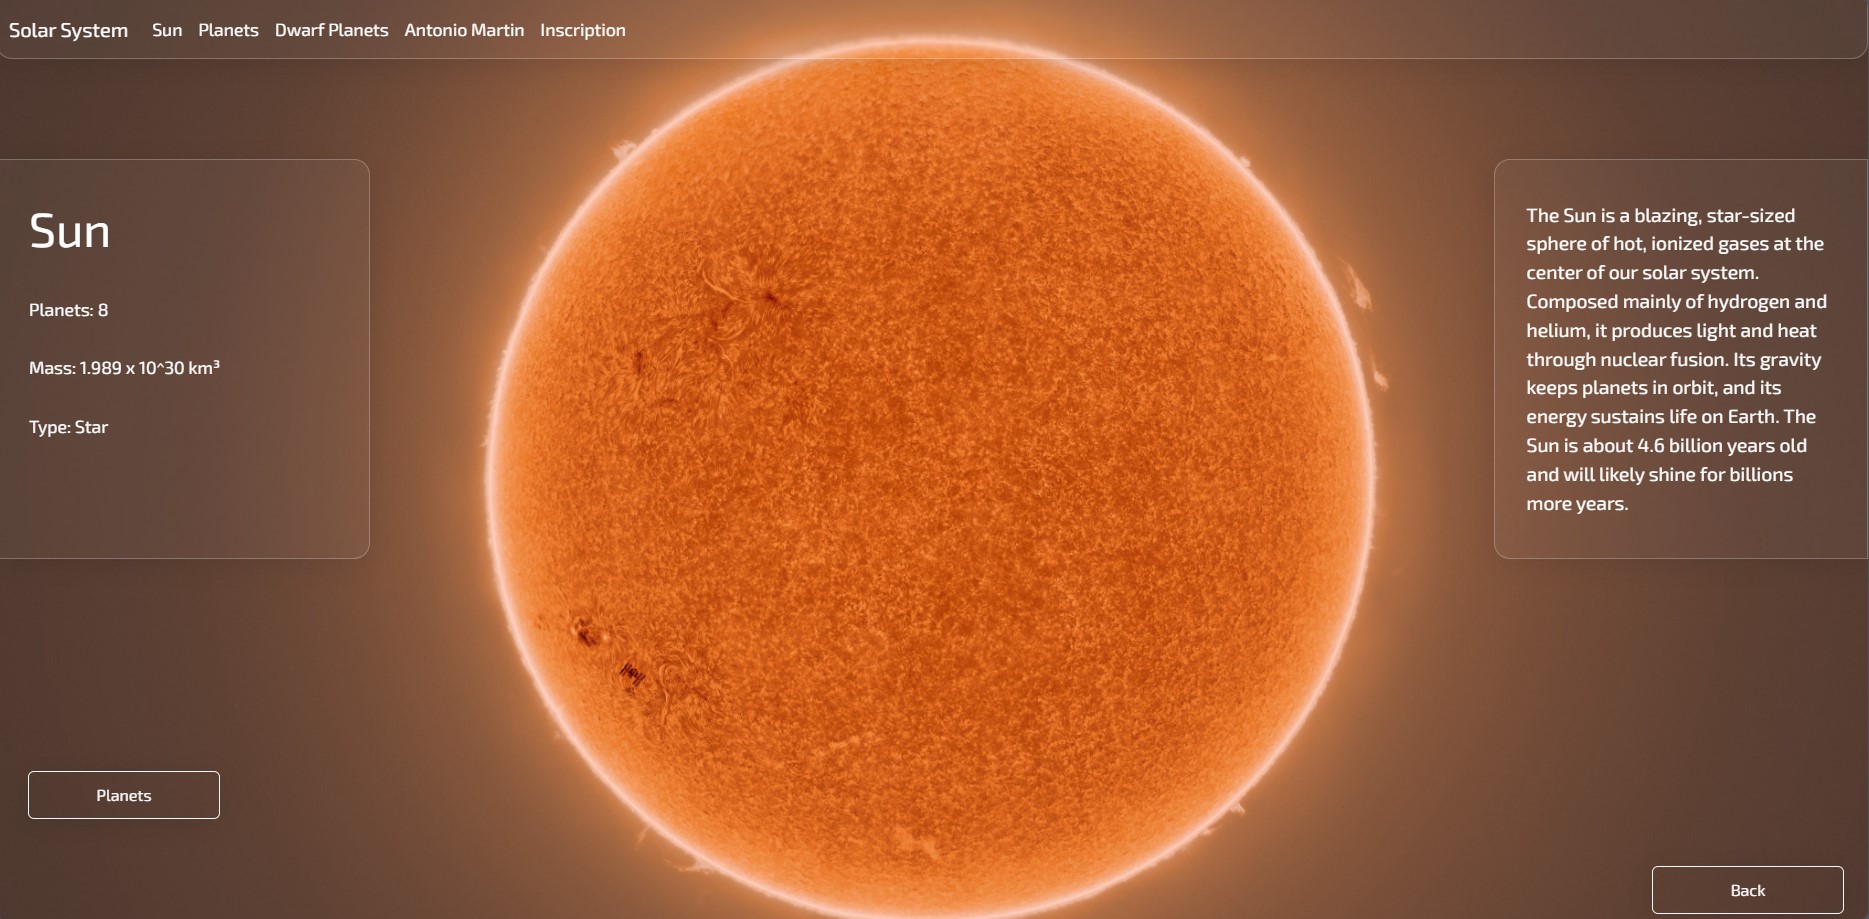 Solar System Sun Planets Dwarf Planets Antonio Martin Inscription
Sun
Planets: 8
Mass: 1.989 x 10^30 km³
Type: Star
The Sun is a blazing, star-sized
sphere of hot, ionized gases at the
center of our solar system.
Composed mainly of hydrogen and
helium, it produces light and heat
through nuclear fusion. Its gravity
keeps planets in orbit, and its
energy sustains life on Earth. The
Sun is about 4.6 billion years old
and will likely shine for billions
more years.
Planets
Back